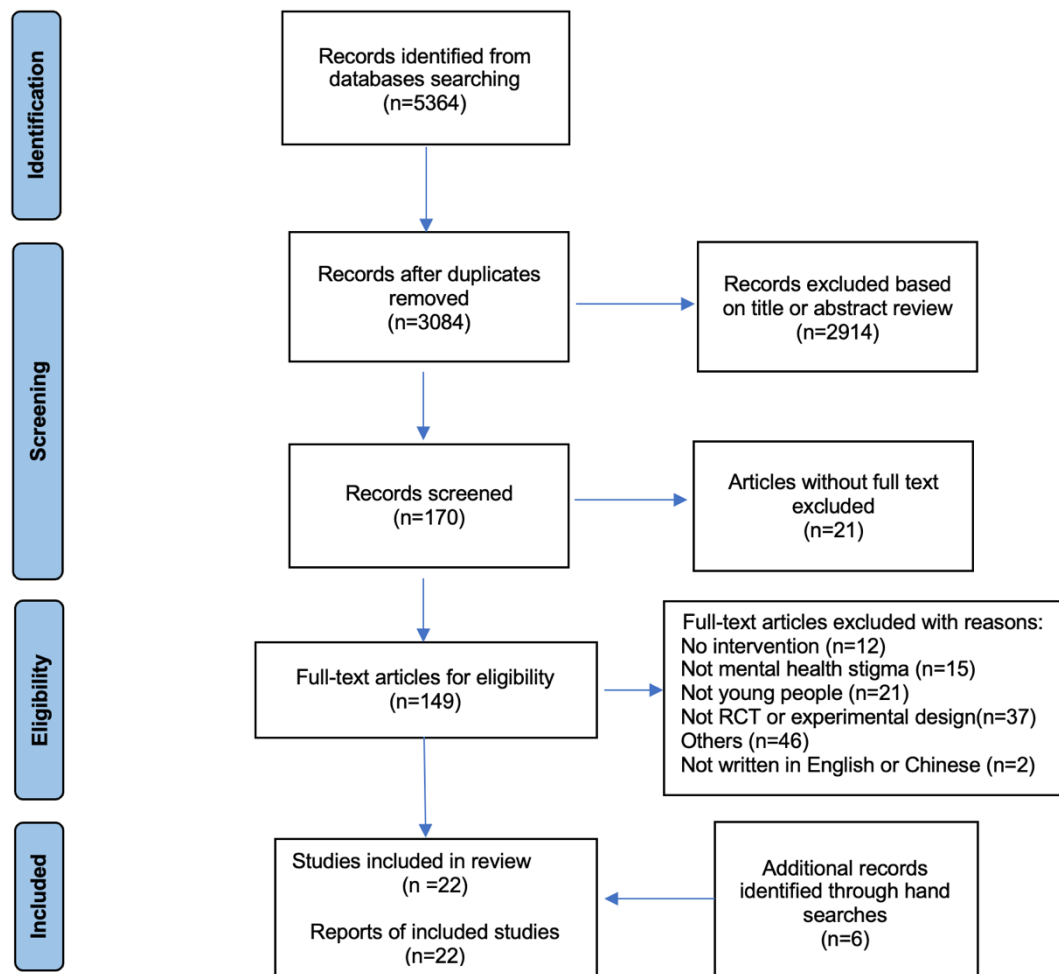 Identification
Records identified from
databases searching
(n=5364)
Screening
Records after duplicates
removed
(n=3084)
Records excluded based
on title or abstract review
(n=2914)
Records screened
(n=170)
Articles without full text
excluded
(n=21)
Eligibility
Full-text articles for eligibility
(n=149)
Full-text articles excluded with reasons:
No intervention (n=12)
Not mental health stigma (n=15)
Not young people (n=21)
Not RCT or experimental design(n=37)
Others (n=46)
Not written in English or Chinese (n=2)
Included
Studies included in review
(n =22)
Reports of included studies
(n=22)
Additional records
identified through hand
searches
(n=6)